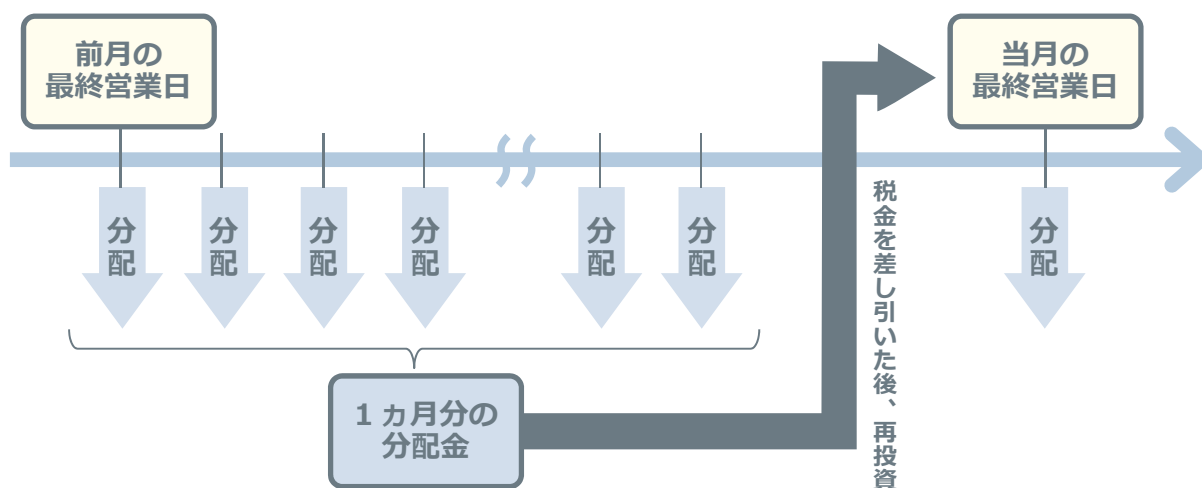 前月の
最終営業日
当月の
最終営業日
分配
分配
分配
分配
分配
分配
分配
税金を差し引いた後、再投資
1ヵ月分の
分配金